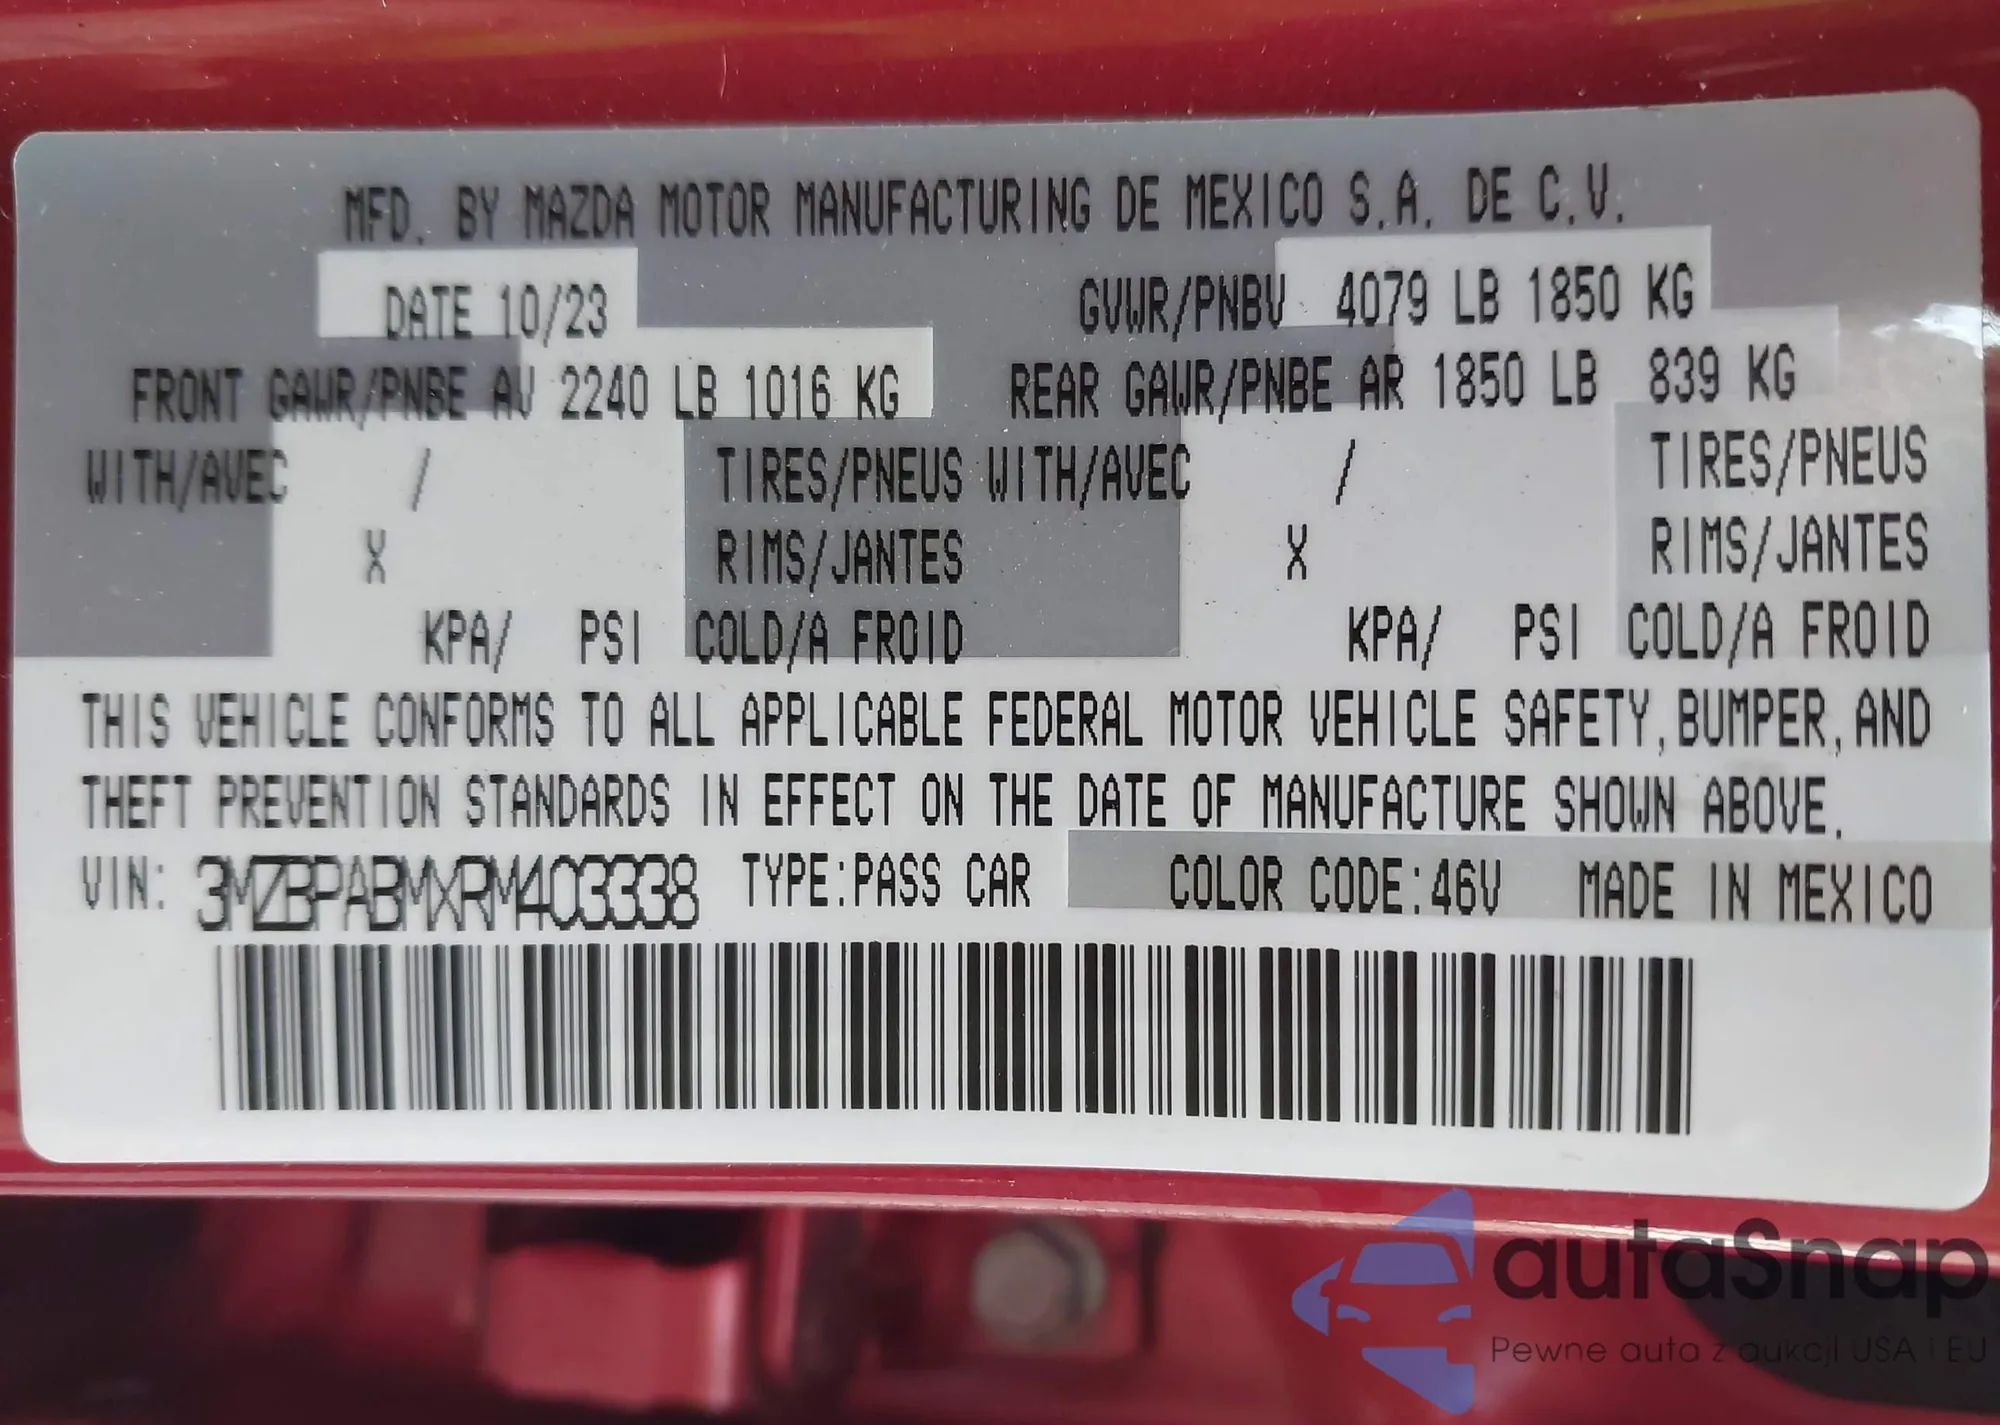 MFD. BY MAZDA MOTOR MANUFACTURING DE MEXICO S.A. DE C.V.
DATE 10/23 GVWR/PNBV 4079 LB 1850 KG
FRONT GAWR/PNBE AV 2240 LB 1016 KG REAR GAWR/PNBE AR 1850 LB 839 KG
WITH/AVEC / TIRES/PNEUS WITH/AVEC / TIRES/PNEUS
X RIMS/JANTES X RIMS/JANTES
KPA/ PSI COLD/A FROID KPA/ PSI COLD/A FROID
THIS VEHICLE CONFORMS TO ALL APPLICABLE FEDERAL MOTOR VEHICLE SAFETY, BUMPER, AND
THEFT PREVENTION STANDARDS IN EFFECT ON THE DATE OF MANUFACTURE SHOWN ABOVE.
VIN: 3MZBPABMXRM403338 TYPE:PASS CAR COLOR CODE:46V MADE IN MEXICO
autaSnap
Pewne auta z aukcji USA i EU